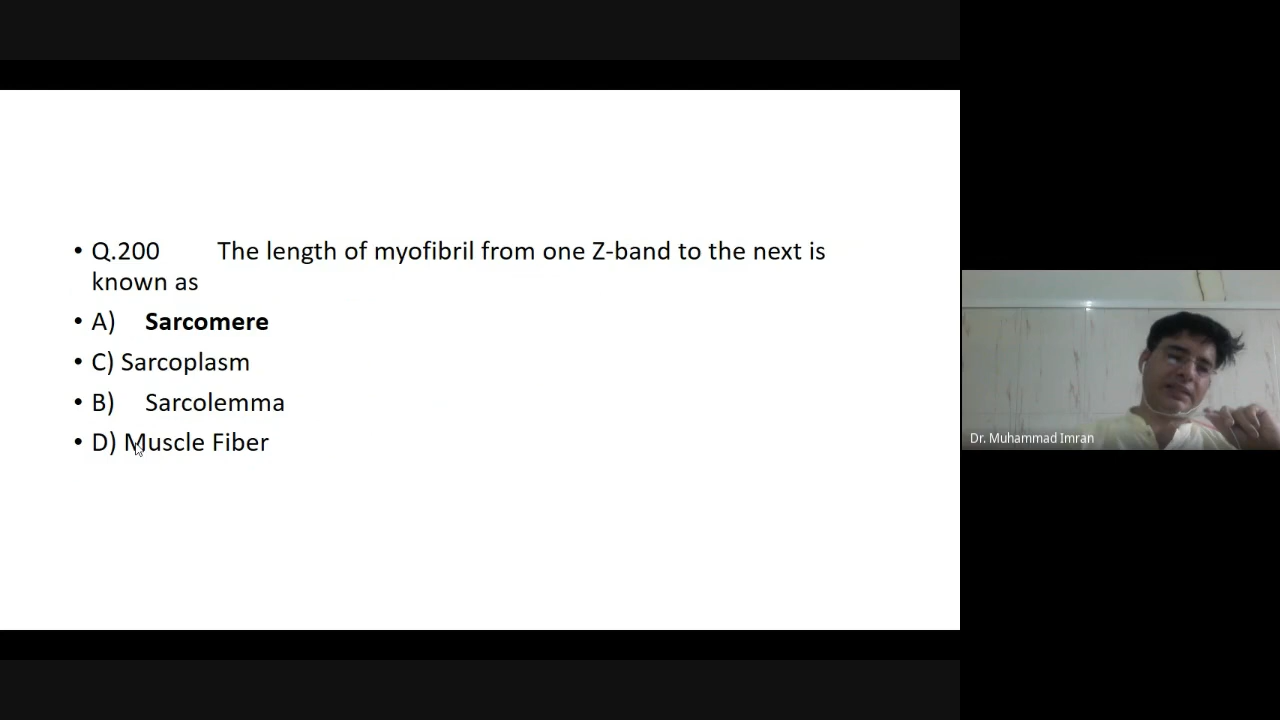 • Q.200 The length of myofibril from one Z-band to the next is
known as
• A) Sarcomere
• C) Sarcoplasm
• B) Sarcolemma
• D) Muscle Fiber
Dr. Muhammad Imran